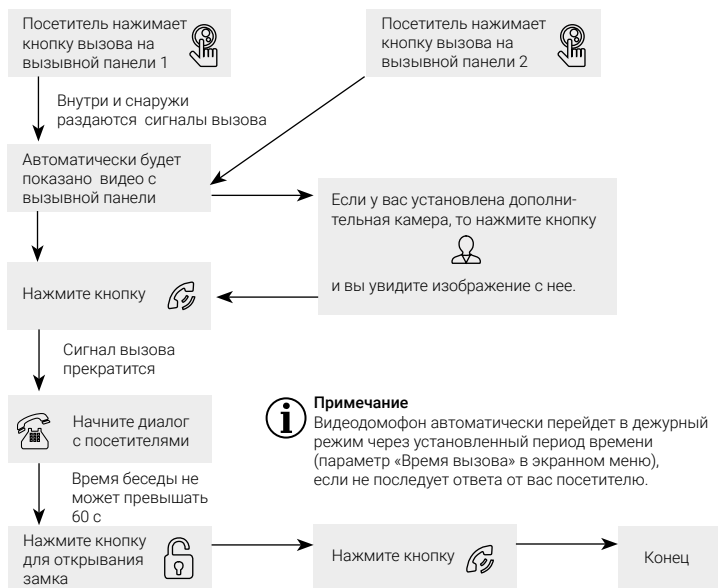 Посетитель нажимает
кнопку вызова на
вызывной панели 1
Посетитель нажимает
кнопку вызова на
вызывной панели 2
Внутри и снаружи
раздаются сигналы вызова
Автоматически будет
показано видео с
вызывной панели
Если у вас установлена дополни-
тельная камера, то нажмите кнопку
и вы увидите изображение с нее.
Нажмите кнопку
Сигнал вызова
прекратится
Начните диалог
с посетителями
Примечание
Видеодомофон автоматически перейдет в дежурный
режим через установленный период времени
(параметр «Время вызова» в экранном меню),
если не последует ответа от вас посетителю.
Время беседы не
может превышать
60 с
Нажмите кнопку
для открывания
замка
Нажмите кнопку
Конец